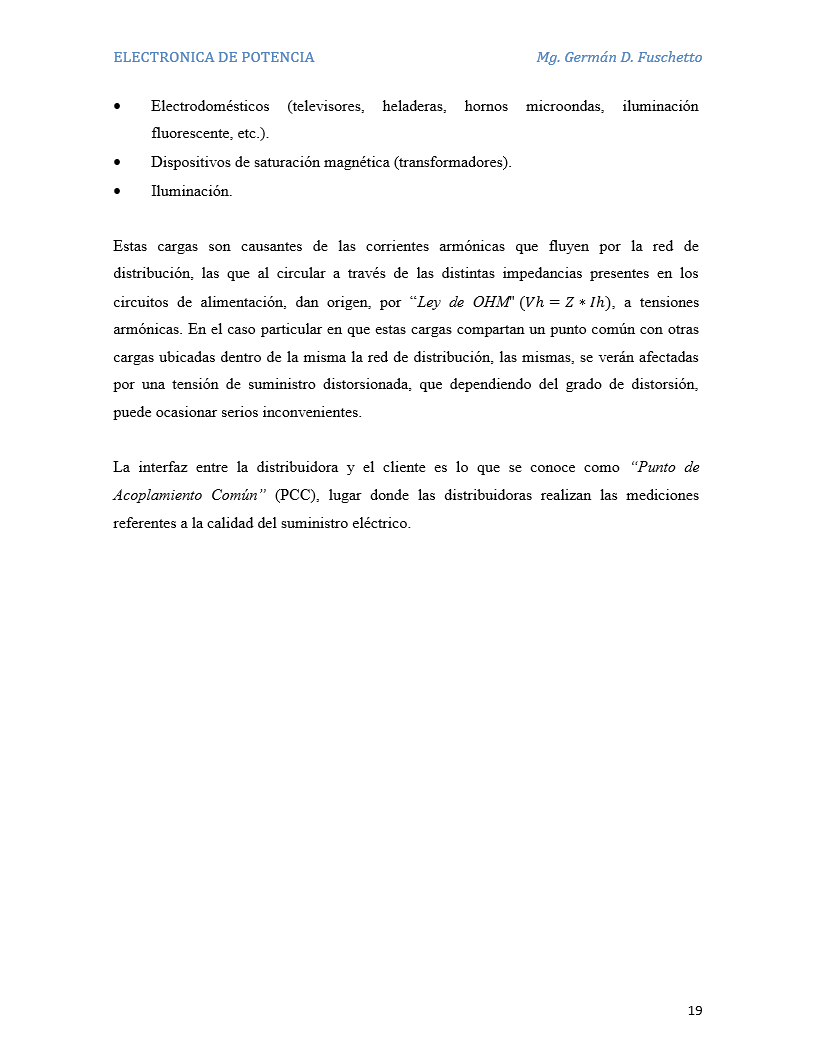 ELECTRONICA DE POTENCIA Mg. Germán D. Fuschetto
• Electrodomésticos (televisores, heladeras, hornos microondas, iluminación
fluorescente, etc.).
• Dispositivos de saturación magnética (transformadores).
• Iluminación.
Estas cargas son causantes de las corrientes armónicas que fluyen por la red de
distribución, las que al circular a través de las distintas impedancias presentes en los
circuitos de alimentación, dan origen, por “Ley de OHM" (Vh = Z ∗ Ih), a tensiones
armónicas. En el caso particular en que estas cargas compartan un punto común con otras
cargas ubicadas dentro de la misma la red de distribución, las mismas, se verán afectadas
por una tensión de suministro distorsionada, que dependiendo del grado de distorsión,
puede ocasionar serios inconvenientes.
La interfaz entre la distribuidora y el cliente es lo que se conoce como “Punto de
Acoplamiento Común” (PCC), lugar donde las distribuidoras realizan las mediciones
referentes a la calidad del suministro eléctrico.
19